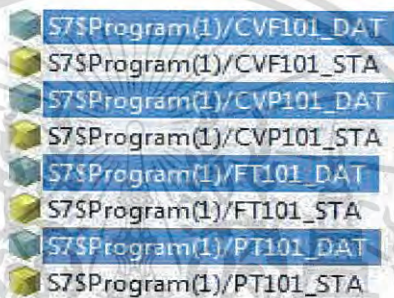 S7$Program(1)/CVF101_DAT
S7$Program(1)/CVF101_STA
S7$Program(1)/CVP101_DAT
S7$Program(1)/CVP101_STA
S7$Program(1)/FT101_DAT
S7$Program(1)/FT101_STA
S7$Program(1)/PT101_DAT
S7$Program(1)/PT101_STA